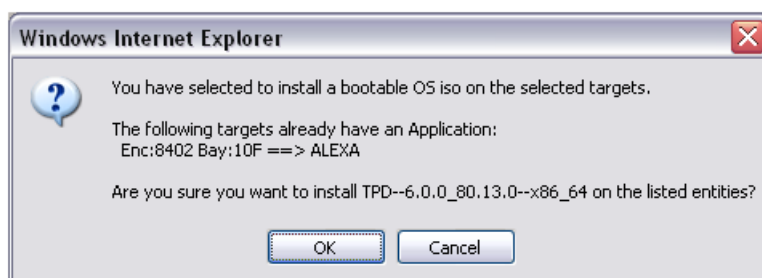 Windows Internet Explorer
You have selected to install a bootable OS iso on the selected targets.
The following targets already have an Application:
Enc:8402 Bay:10F ==> ALEXA
Are you sure you want to install TPD--6.0.0_80.13.0--x86_64 on the listed entities?
OK
Cancel